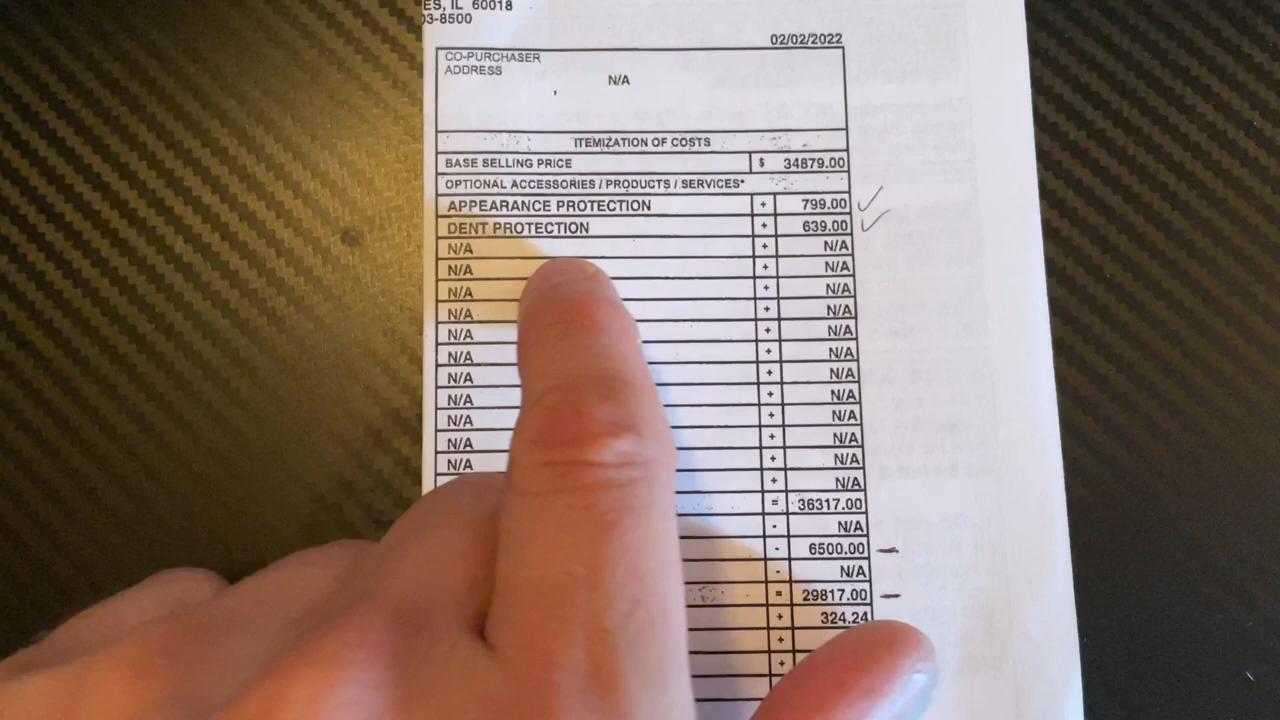 ES, IL 60018
03-8500
02/02/2022
CO-PURCHASER
ADDRESS
N/A
,
ITEMIZATION OF COSTS
BASE SELLING PRICE $ 34879.00
OPTIONAL ACCESSORIES / PRODUCTS / SERVICES*
APPEARANCE PROTECTION + 799.00
DENT PROTECTION + 639.00
N/A + N/A
N/A + N/A
N/A + N/A
N/A + N/A
N/A + N/A
N/A + N/A
N/A + N/A
N/A + N/A
N/A + N/A
N/A + N/A
N/A + N/A
+ N/A
= 36317.00
- N/A
- 6500.00
- N/A
= 29817.00
+ 324.24
+
+